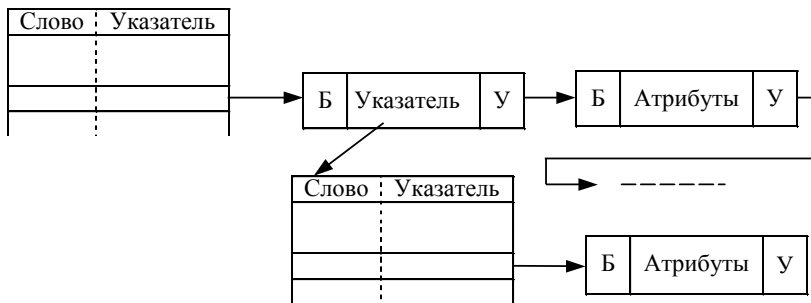 Слово Указатель
Б Указатель У
Б Атрибуты У
Слово Указатель
Б Атрибуты У